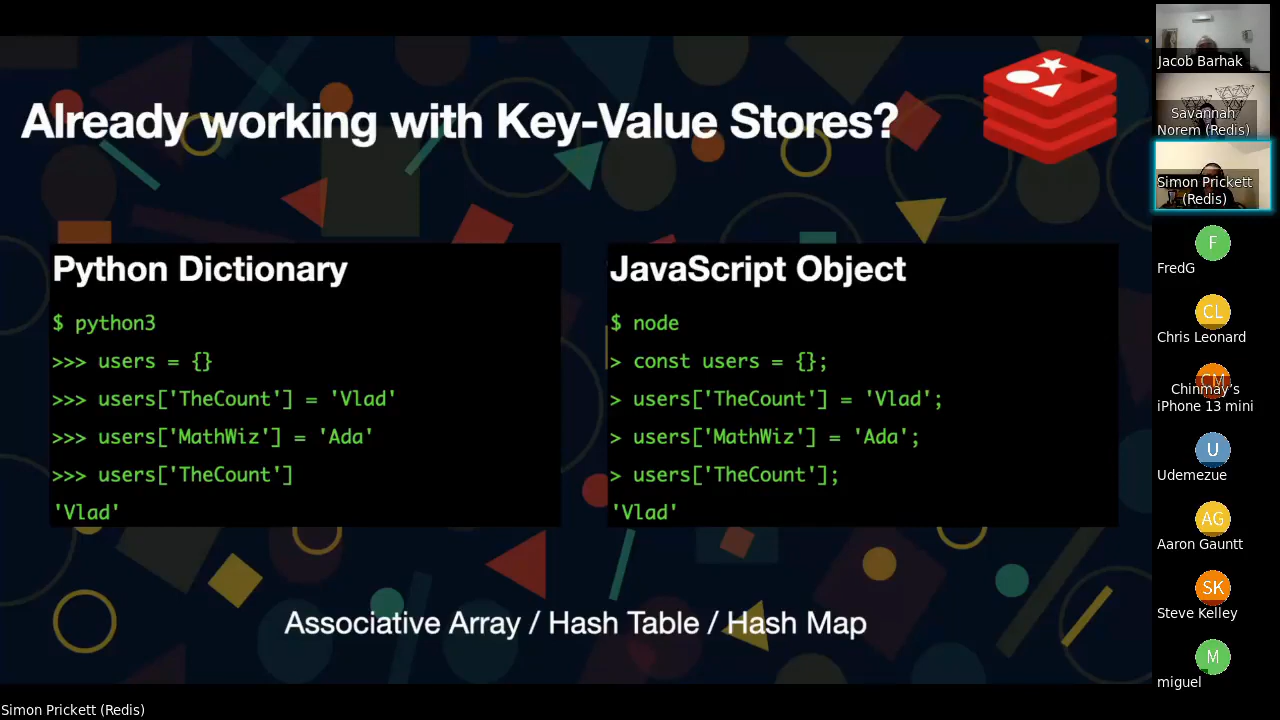 Already working with Key-Value Stores?
Python Dictionary
$ python3
>>> users = {}
>>> users['TheCount'] = 'Vlad'
>>> users['MathWiz'] = 'Ada'
>>> users['TheCount']
'Vlad'
JavaScript Object
$ node
> const users = {};
> users['TheCount'] = 'Vlad';
> users['MathWiz'] = 'Ada';
> users['TheCount'];
'Vlad'
Associative Array / Hash Table / Hash Map
Jacob Barhak
Savannah
Norem (Redis)
Simon Prickett
(Redis)
F
FredG
CL
Chris Leonard
CM
Chinmay's
iPhone 13 mini
U
Udemezue
AG
Aaron Gauntt
SK
Steve Kelley
M
miguel
Simon Prickett (Redis)